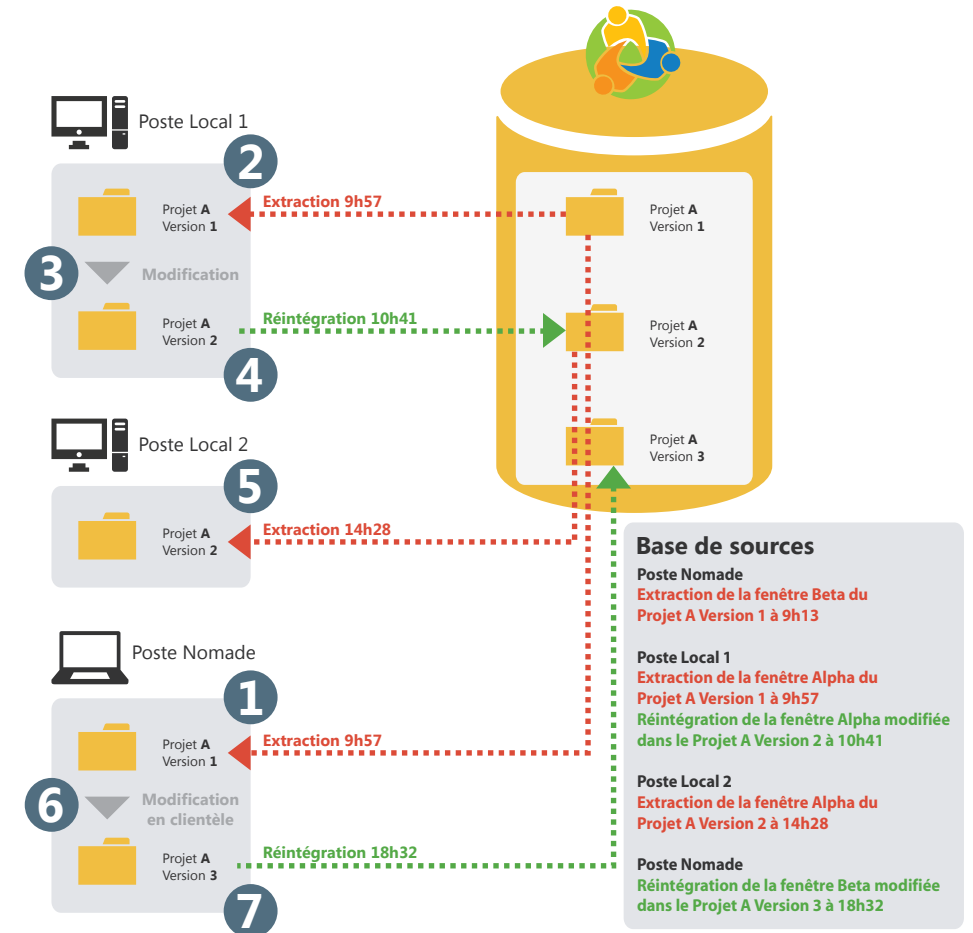 Poste Local 1
2
Extraction 9h57
Projet A
Version 1
Projet A
Version 1
3
Modification
Réintégration 10h41
Projet A
Version 2
Projet A
Version 2
4
Poste Local 2
Projet A
Version 3
5
Extraction 14h28
Projet A
Version 2
Poste Nomade
1
Extraction 9h57
Projet A
Version 1
6
Modification
en clientèle
Réintégration 18h32
Projet A
Version 3
7
Base de sources
Poste Nomade
Extraction de la fenêtre Beta du
Projet A Version 1 à 9h13
Poste Local 1
Extraction de la fenêtre Alpha du
Projet A Version 1 à 9h57
Réintégration de la fenêtre Alpha modifiée
dans le Projet A Version 2 à 10h41
Poste Local 2
Extraction de la fenêtre Alpha du
Projet A Version 2 à 14h28
Poste Nomade
Réintégration de la fenêtre Beta modifiée
dans le Projet A Version 3 à 18h32